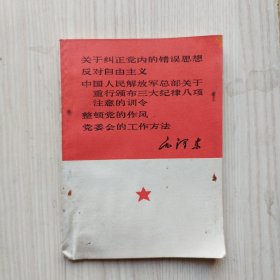 关于纠正党内的错误思想
反对自由主义
中国人民解放军总部关于
重行颁布三大纪律八项
注意的训令
整顿党的作风
党委会的工作方法
毛泽东